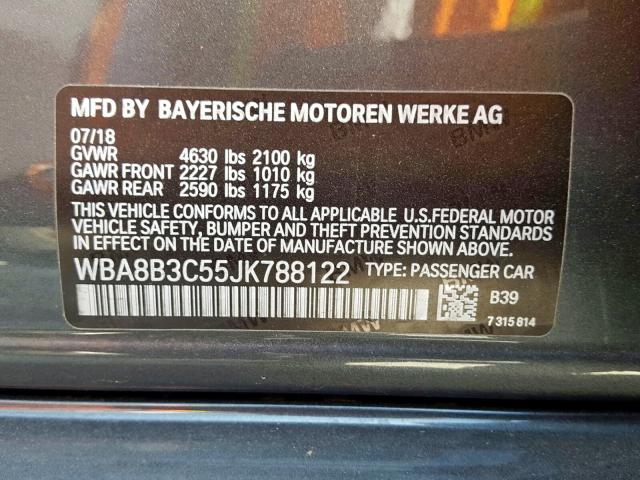 MFD BY BAYERISCHE MOTOREN WERKE AG
07/18
GVWR 4630 lbs 2100 kg
GAWR FRONT 2227 lbs 1010 kg
GAWR REAR 2590 lbs 1175 kg
THIS VEHICLE CONFORMS TO ALL APPLICABLE U.S.FEDERAL MOTOR
VEHICLE SAFETY, BUMPER AND THEFT PREVENTION STANDARDS
IN EFFECT ON THE DATE OF MANUFACTURE SHOWN ABOVE.
WBA8B3C55JK788122 TYPE: PASSENGER CAR
B39
7 315 814
BMW
BMW